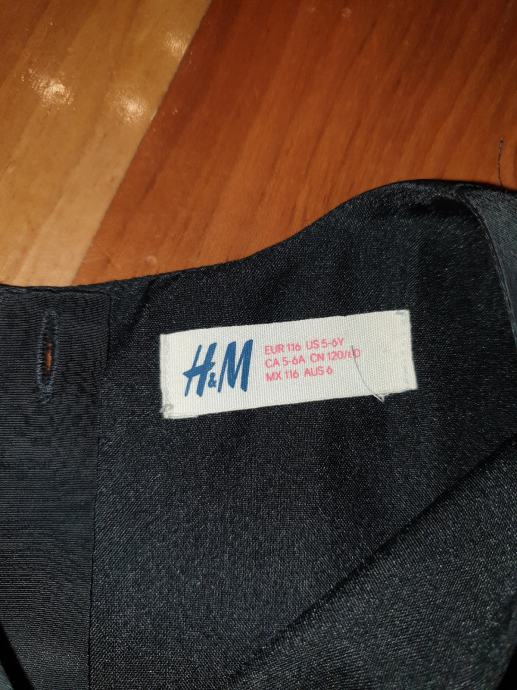 H&M
EUR 116 US 5-6Y
CA 5-6A CN 120/60
MX 116 AUS 6